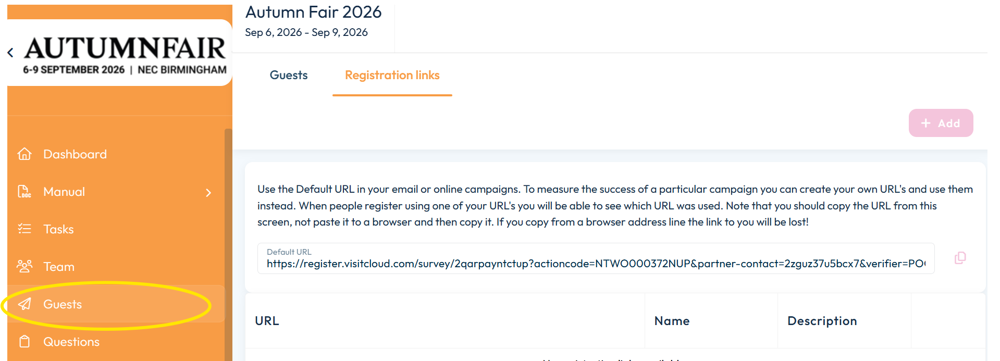 AUTUMNFAIR
6-9 SEPTEMBER 2026 | NEC BIRMINGHAM
Dashboard
DOC
Manual
Tasks
Team
Guests
Questions
Autumn Fair 2026
Sep 6, 2026 - Sep 9, 2026
Guests
Registration links
+ Add
Use the Default URL in your email or online campaigns. To measure the success of a particular campaign you can create your own URL's and use them
instead. When people register using one of your URL's you will be able to see which URL was used. Note that you should copy the URL from this
screen, not paste it to a browser and then copy it. If you copy from a browser address line the link to you will be lost!
Default URL
https://register.visitcloud.com/survey/2qarpayntctup?actioncode=NTWO000372NUP&partner-contact=2zguz37u5bcx7&verifier=PO
URL
Name
Description